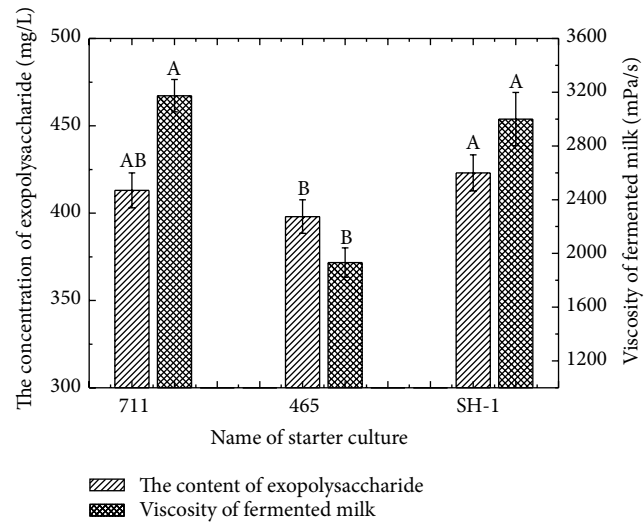 The concentration of exopolysaccharide (mg/L)
500
450
400
350
300
AB
A
B
B
A
A
3600
3200
2800
2400
2000
1600
1200
Viscosity of fermented milk (mPa/s)
711
465
SH-1
Name of starter culture
The content of exopolysaccharide
Viscosity of fermented milk